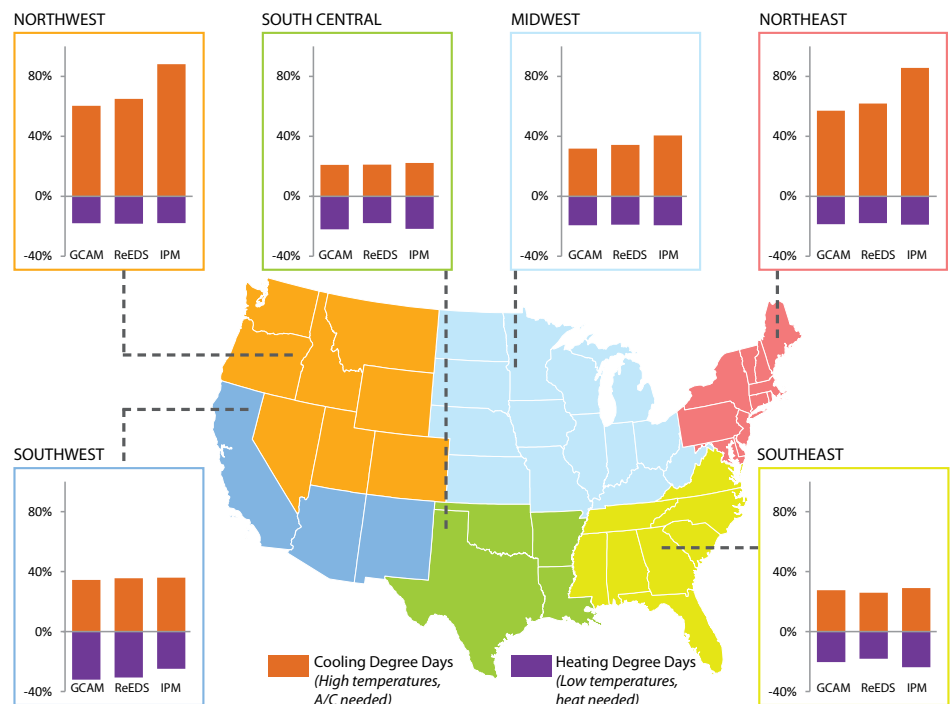 NORTHWEST
80%
40%
0%
-40%
GCAM ReEDS IPM
SOUTH CENTRAL
80%
40%
0%
-40%
GCAM ReEDS IPM
MIDWEST
80%
40%
0%
-40%
GCAM ReEDS IPM
NORTHEAST
80%
40%
0%
-40%
GCAM ReEDS IPM
SOUTHWEST
80%
40%
0%
-40%
GCAM ReEDS IPM
SOUTHEAST
80%
40%
0%
-40%
GCAM ReEDS IPM
Cooling Degree Days
(High temperatures,
A/C needed)
Heating Degree Days
(Low temperatures,
heat needed)